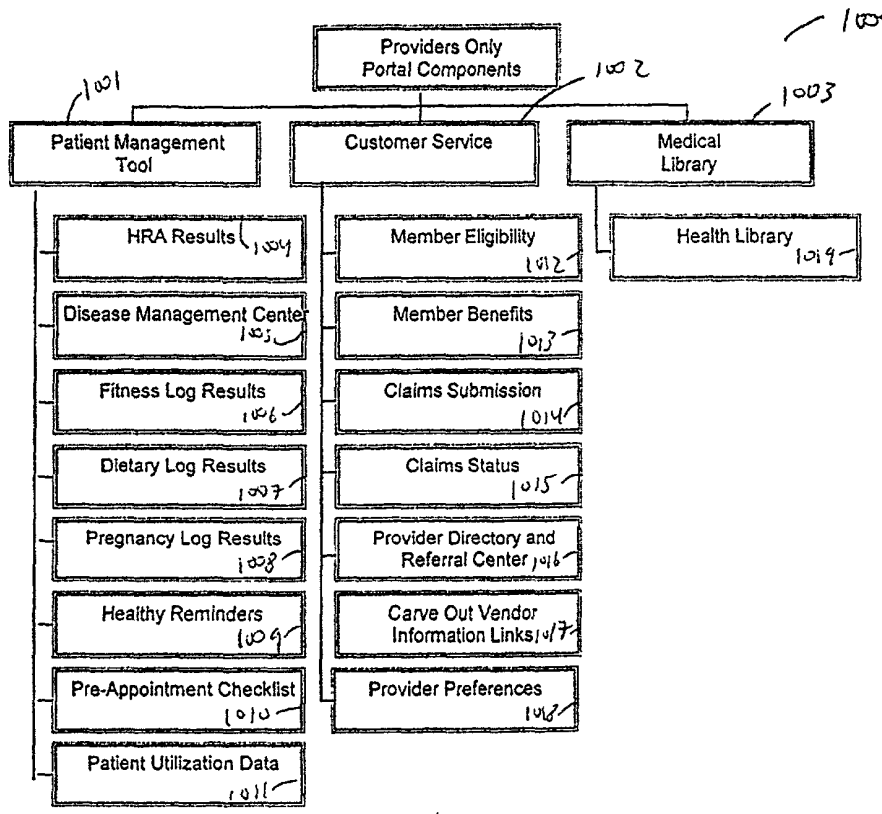 1000
Providers Only
Portal Components
1001
1002
1003
Patient Management
Tool
Customer Service
Medical
Library
HRA Results
1004
Disease Management Center
1005
Fitness Log Results
1006
Dietary Log Results
1007
Pregnancy Log Results
1008
Healthy Reminders
1009
Pre-Appointment Checklist
1010
Patient Utilization Data
1011
Member Eligibility
1012
Member Benefits
1013
Claims Submission
1014
Claims Status
1015
Provider Directory and
Referral Center 1016
Carve Out Vendor
Information Links 1017
Provider Preferences
1018
Health Library
1019